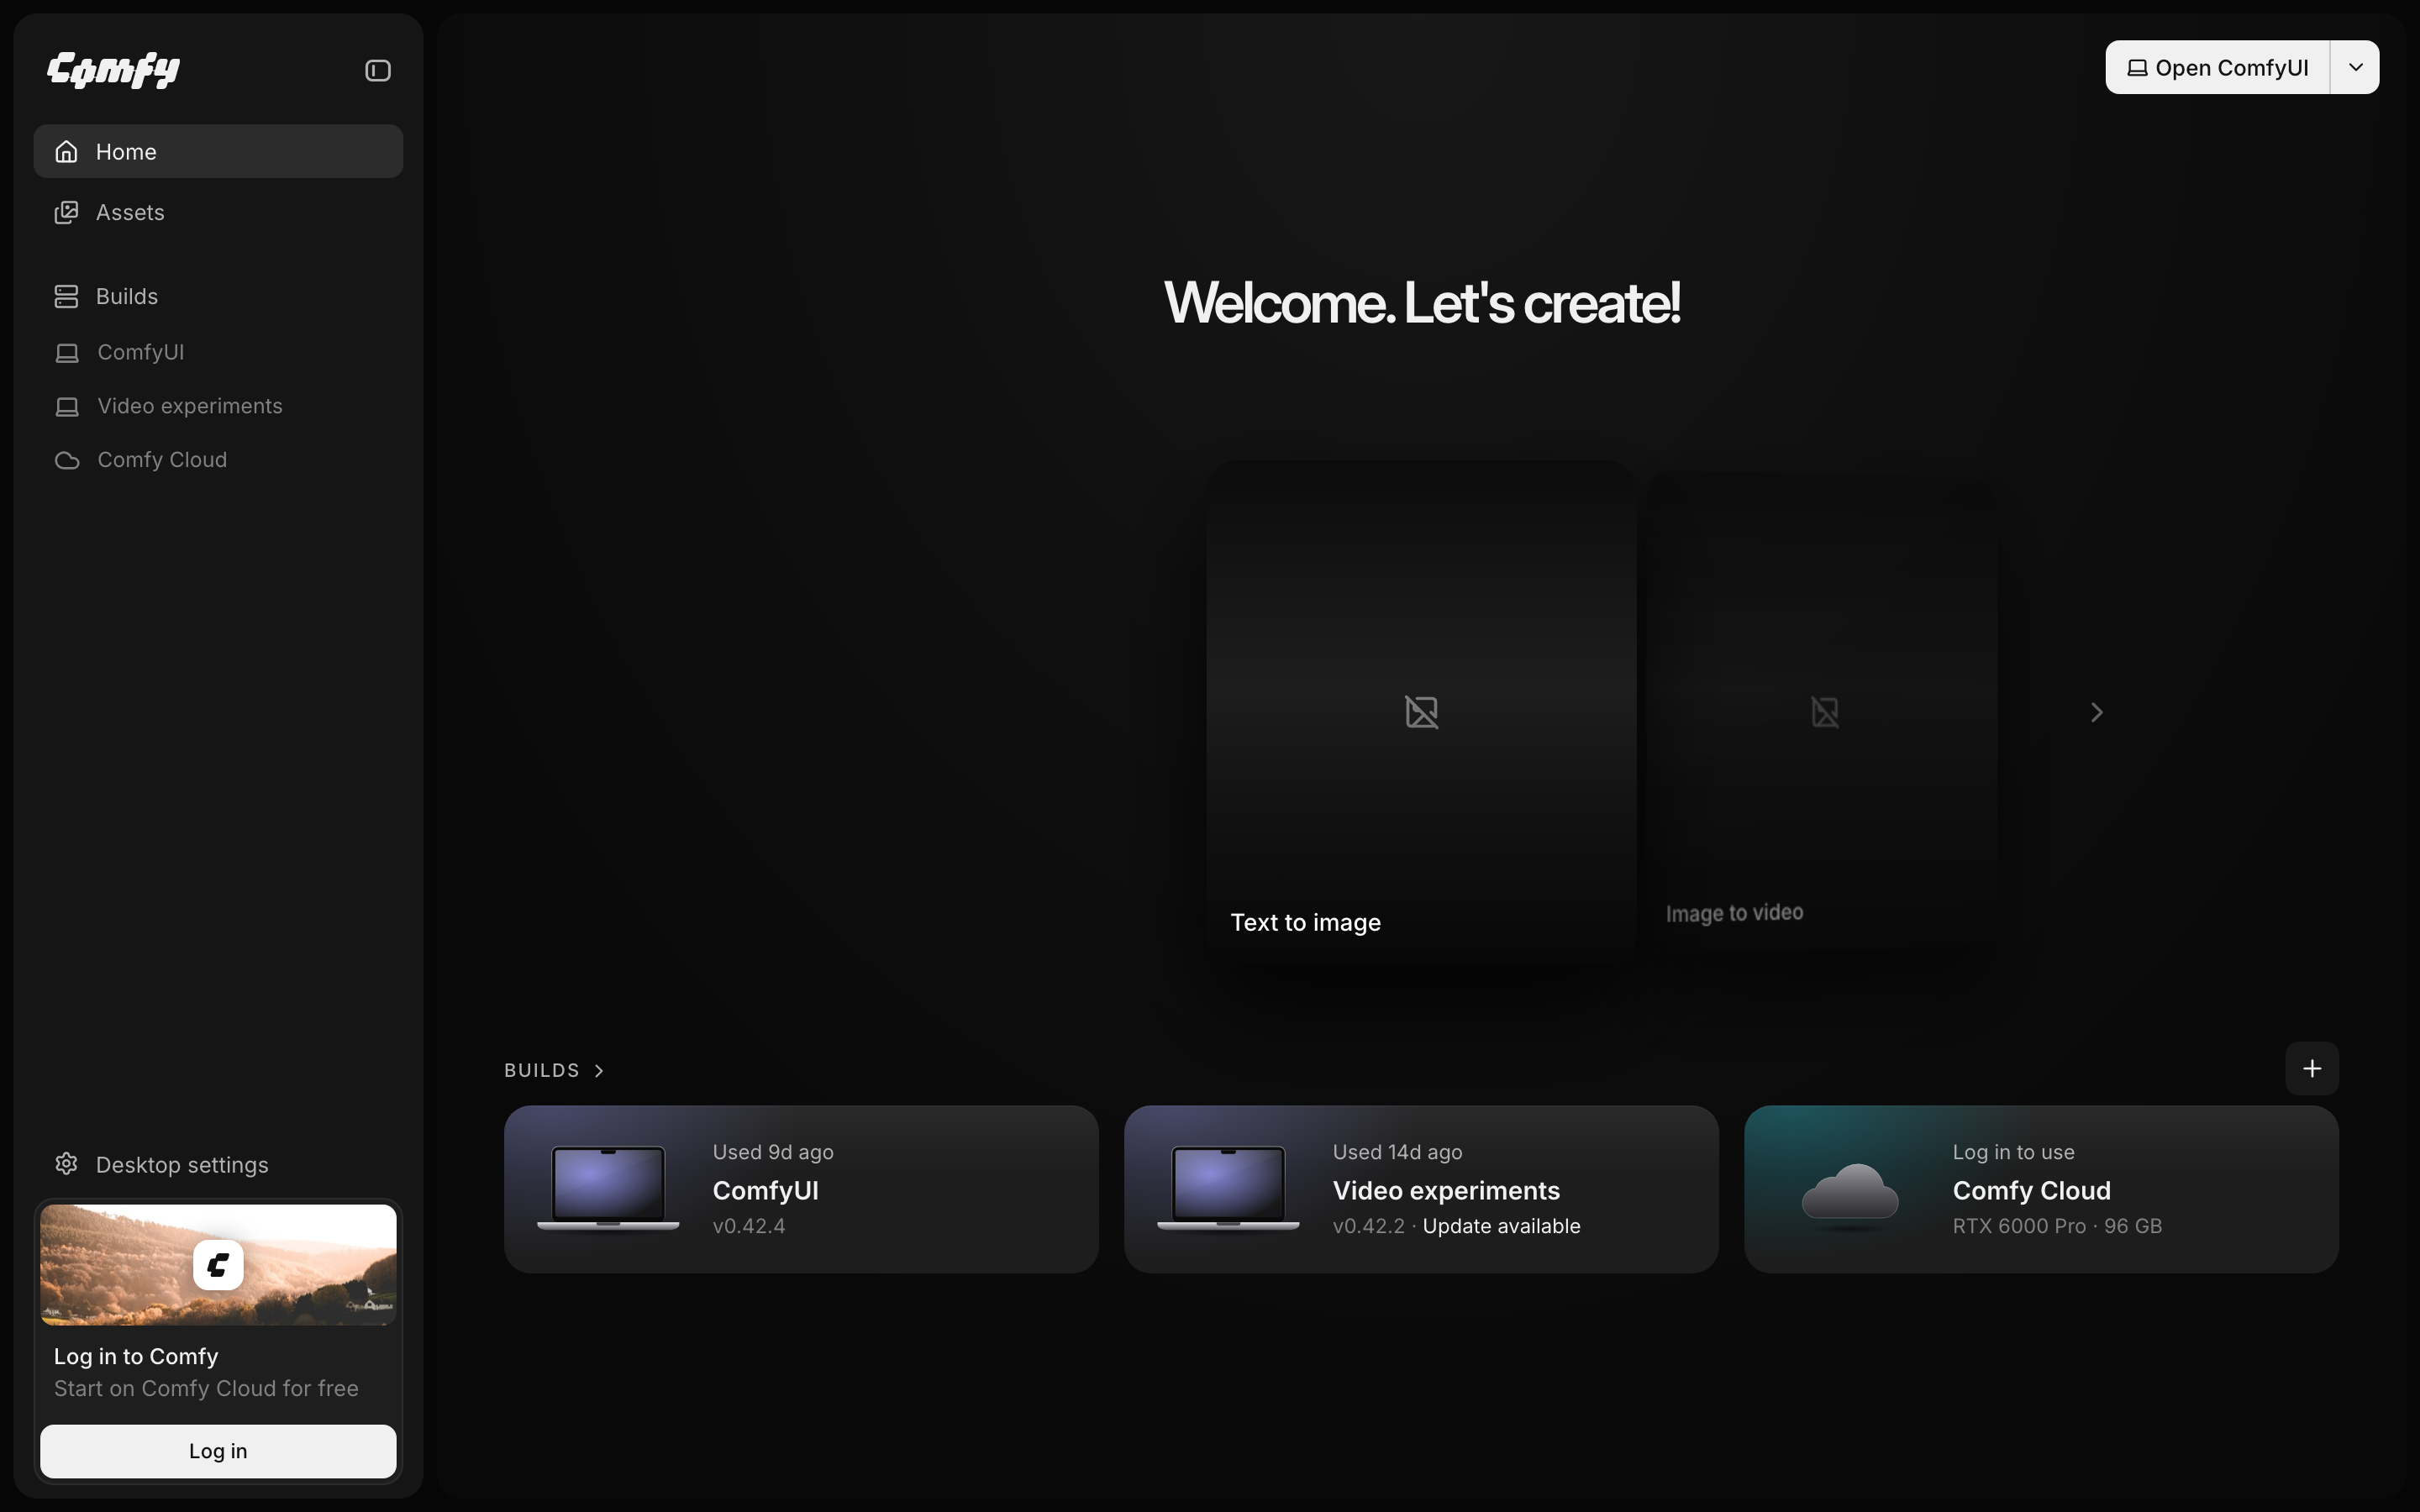 Comfy
Open ComfyUI
Home
Assets
Builds
ComfyUI
Video experiments
Comfy Cloud
Welcome. Let's create!
Text to image
Image to video
BUILDS
Used 9d ago
ComfyUI
v0.42.4
Used 14d ago
Video experiments
v0.42.2 · Update available
Log in to use
Comfy Cloud
RTX 6000 Pro · 96 GB
Desktop settings
Log in to Comfy
Start on Comfy Cloud for free
Log in